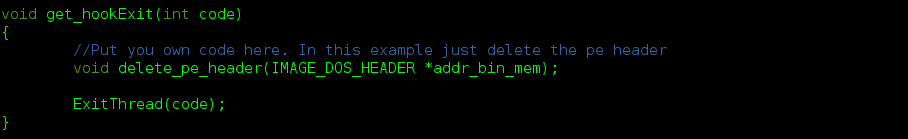 void get_hookExit(int code)
{
//Put you own code here. In this example just delete the pe header
void delete_pe_header(IMAGE_DOS_HEADER *addr_bin_mem);
ExitThread(code);
}